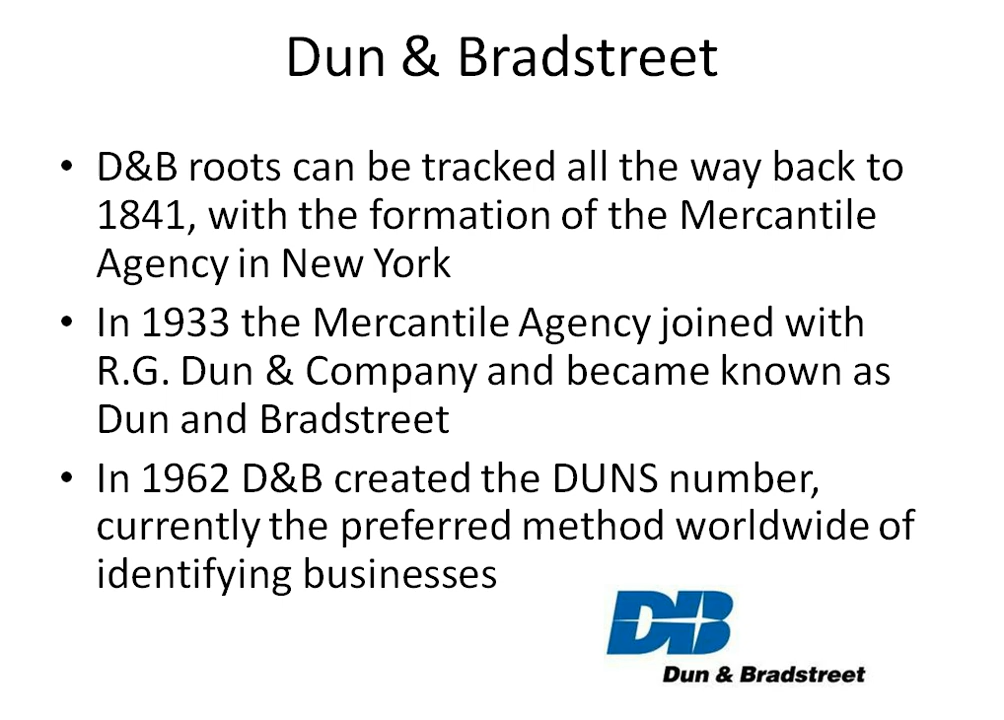 Dun & Bradstreet
• D&B roots can be tracked all the way back to
1841, with the formation of the Mercantile
Agency in New York
• In 1933 the Mercantile Agency joined with
R.G. Dun & Company and became known as
Dun and Bradstreet
• In 1962 D&B created the DUNS number,
currently the preferred method worldwide of
identifying businesses
DB
Dun & Bradstreet